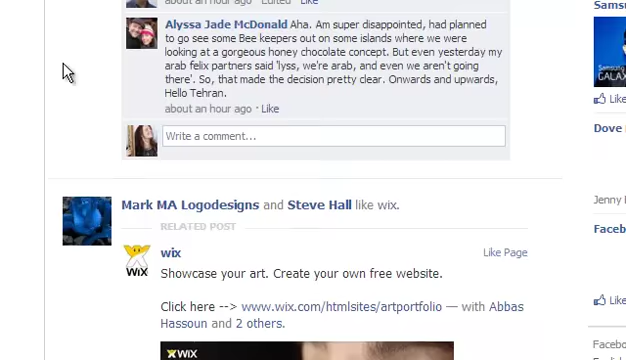 about an hour ago · Edited · Like
Samsu
Alyssa Jade McDonald Aha. Am super disappointed, had planned
to go see some Bee keepers out on some islands where we were
looking at a gorgeous honey chocolate concept. But even yesterday my
arab felix partners said 'lyss, we're arab, and even we aren't going
there'. So, that made the decision pretty clear. Onwards and upwards,
Hello Tehran.
about an hour ago · Like
Write a comment...
Samsung
GALAX
Like
Dove
Mark MA Logodesigns and Steve Hall like wix.
RELATED POST
wix
Like Page
WiX
Showcase your art. Create your own free website.
Click here --> www.wix.com/htmlsites/artportfolio — with Abbas
Hassoun and 2 others.
WiX
Jenny
Faceb
Like
Facebo